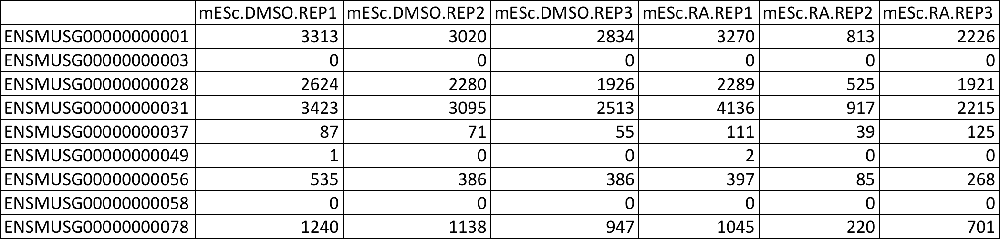 mESc.DMSO.REP1 mESc.DMSO.REP2 mESc.DMSO.REP3 mESc.RA.REP1 mESc.RA.REP2 mESc.RA.REP3
ENSMUSG00000000001 3313 3020 2834 3270 813 2226
ENSMUSG00000000003 0 0 0 0 0 0
ENSMUSG00000000028 2624 2280 1926 2289 525 1921
ENSMUSG00000000031 3423 3095 2513 4136 917 2215
ENSMUSG00000000037 87 71 55 111 39 125
ENSMUSG00000000049 1 0 0 2 0 0
ENSMUSG00000000056 535 386 386 397 85 268
ENSMUSG00000000058 0 0 0 0 0 0
ENSMUSG00000000078 1240 1138 947 1045 220 701